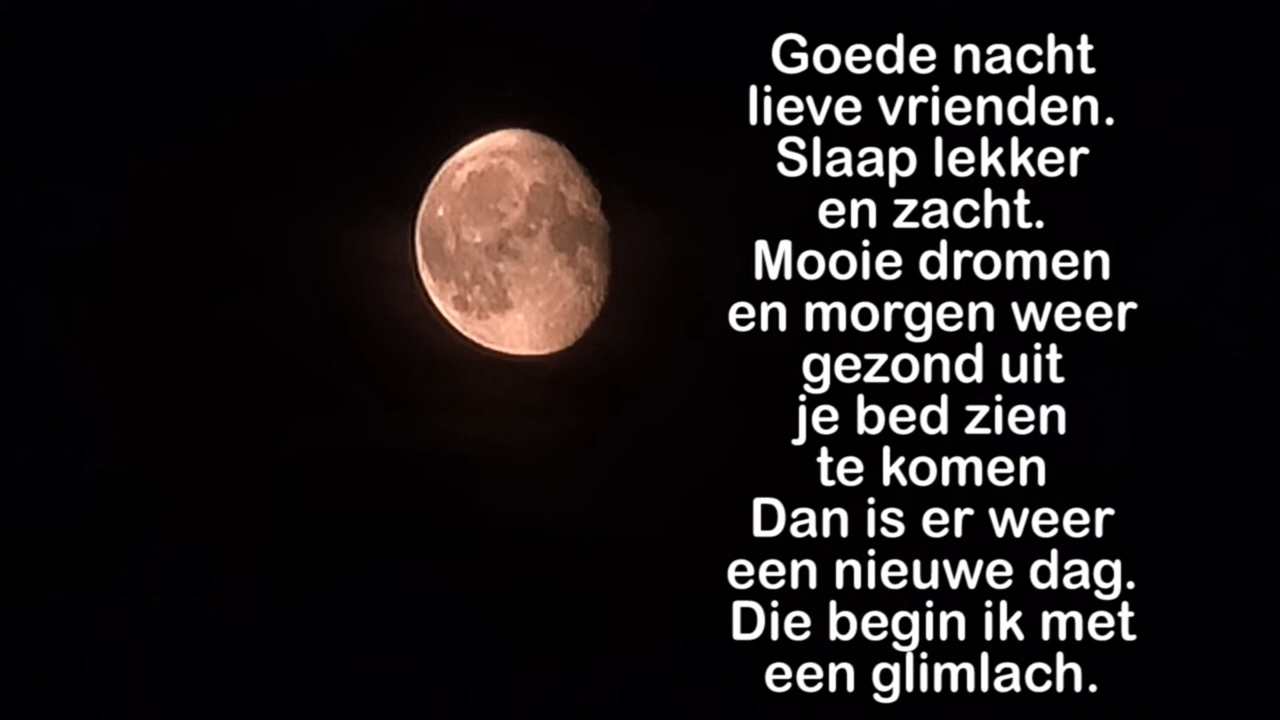 Goede nacht
lieve vrienden.
Slaap lekker
en zacht.
Mooie dromen
en morgen weer
gezond uit
je bed zien
te komen
Dan is er weer
een nieuwe dag.
Die begin ik met
een glimlach.